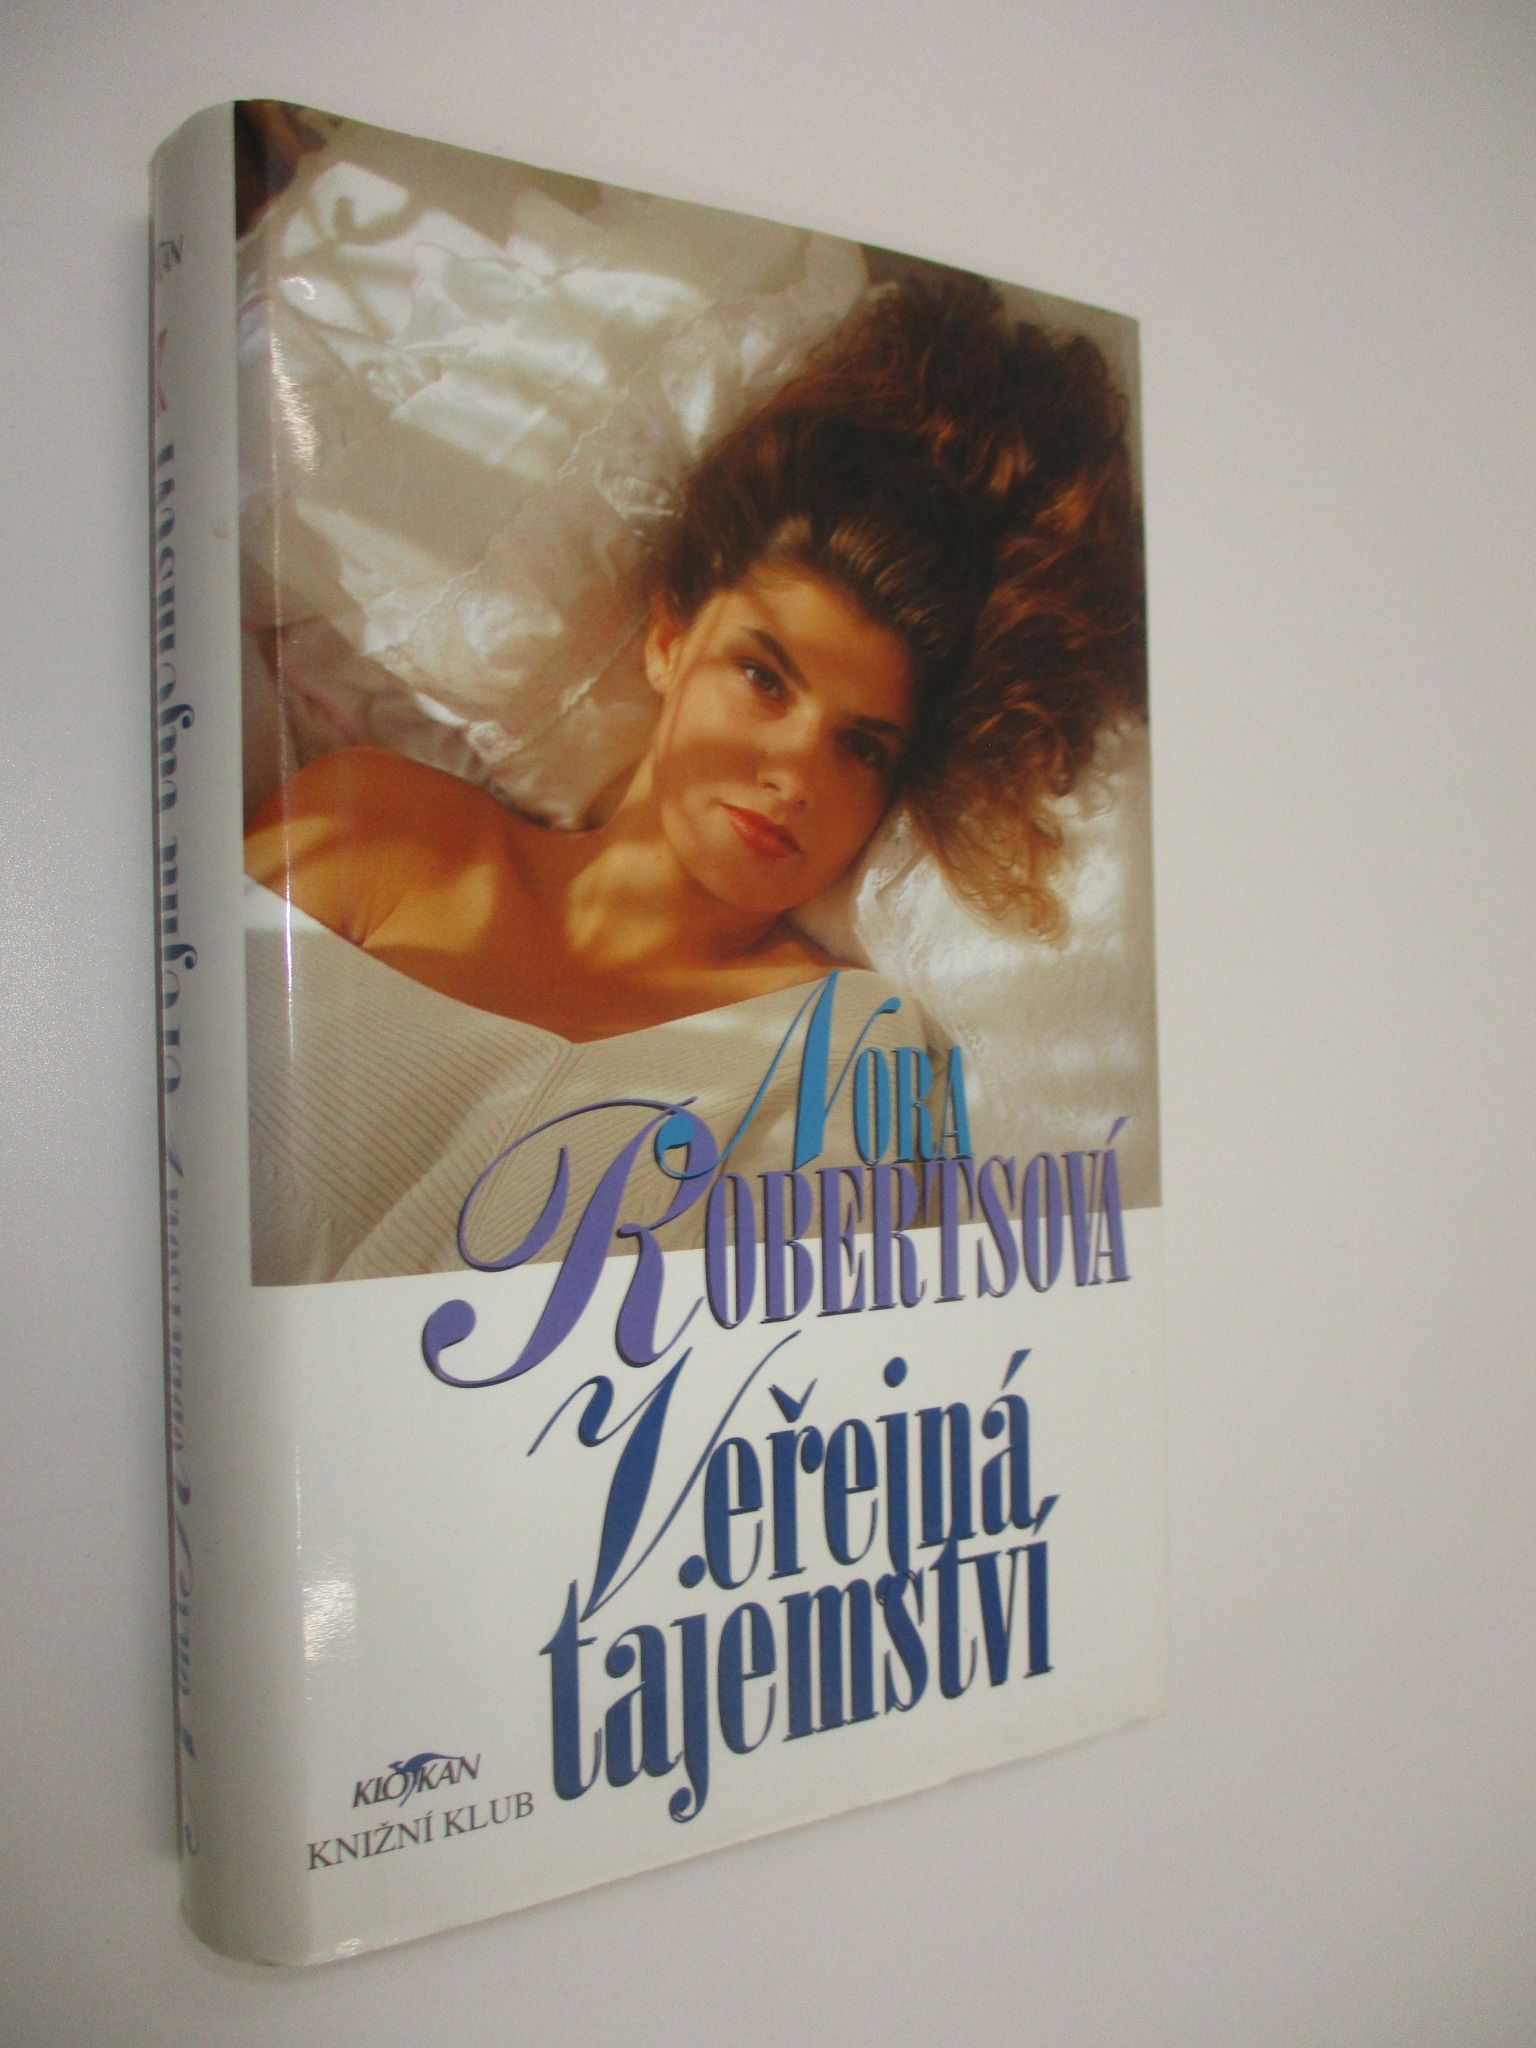 NORA
ROBERTSOVÁ
Veřejná
tajemství
KLOKAN
KNIŽNÍ KLUB